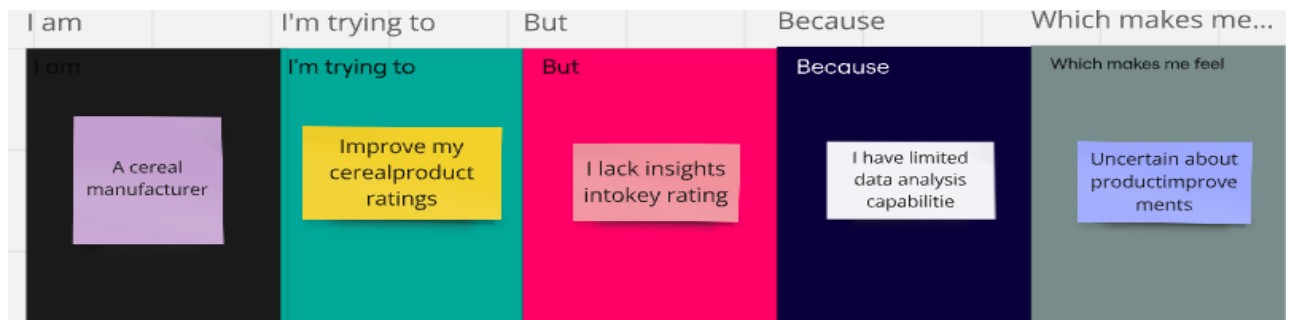 I am
I'm trying to
But
Because
Which makes me...
I am
I'm trying to
But
Because
Which makes me feel
A cereal
manufacturer
Improve my
cerealproduct
ratings
I lack insights
intokey rating
I have limited
data analysis
capabilitie
Uncertain about
productimprove
ments